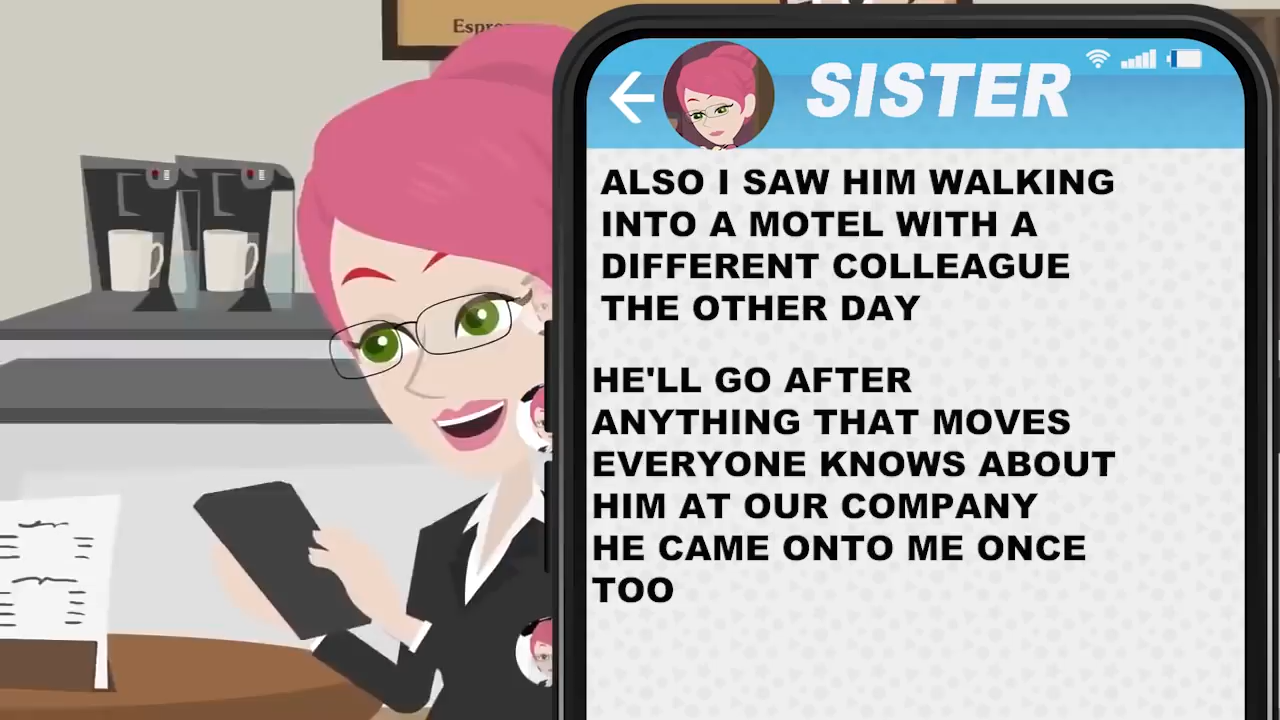 SISTER
ALSO I SAW HIM WALKING
INTO A MOTEL WITH A
DIFFERENT COLLEAGUE
THE OTHER DAY
HE'LL GO AFTER
ANYTHING THAT MOVES
EVERYONE KNOWS ABOUT
HIM AT OUR COMPANY
HE CAME ONTO ME ONCE
TOO